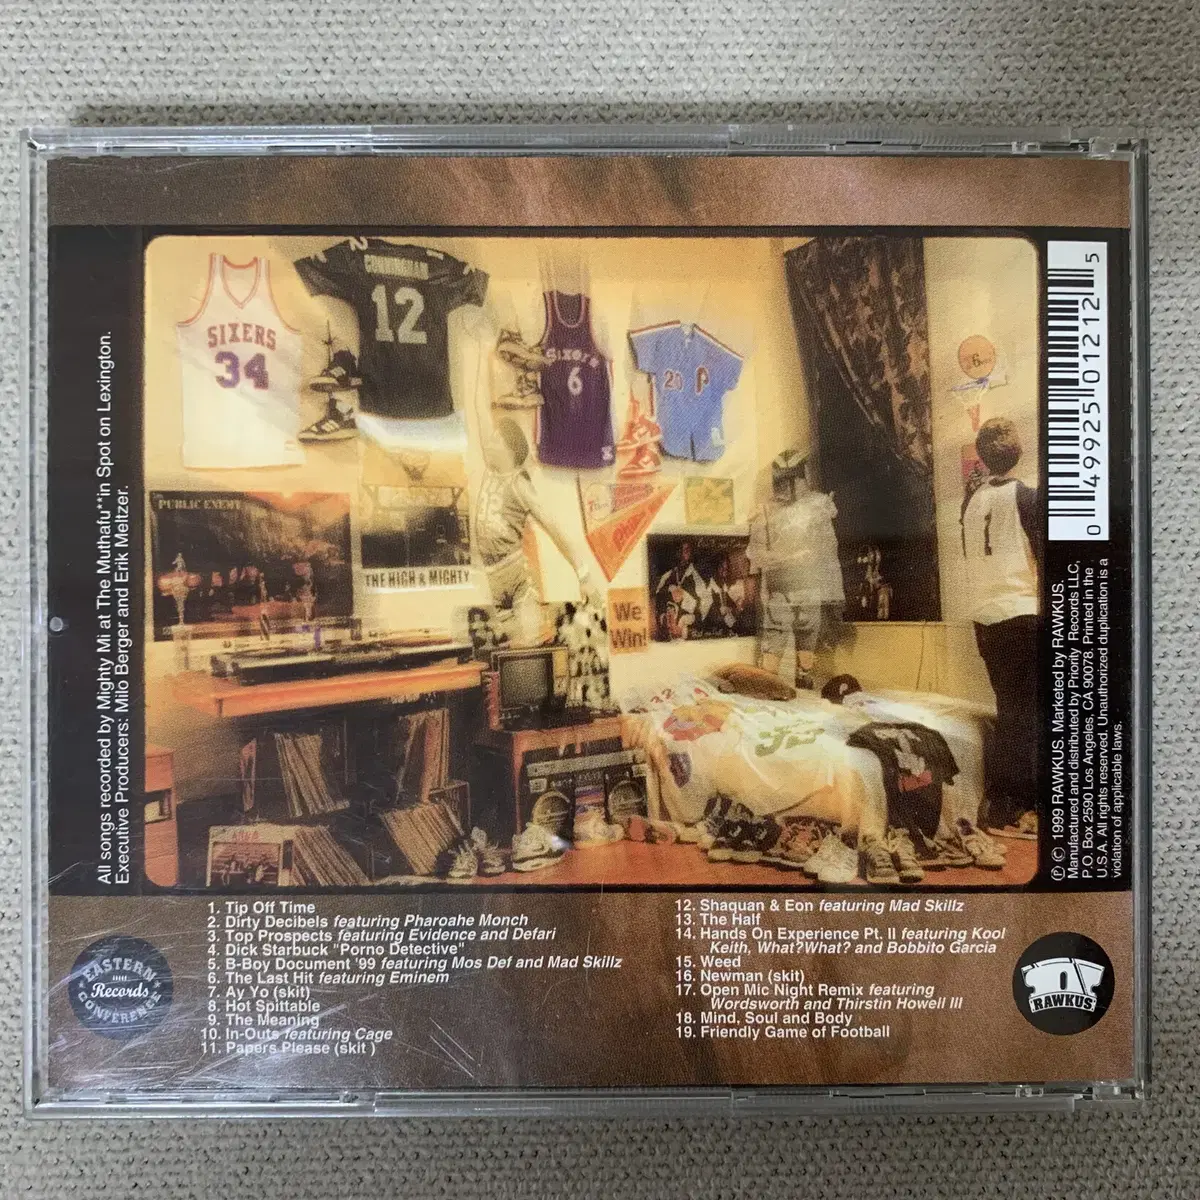 SIXERS
34
CUNNINGHAM
12
Sixers
6
20 P
6
PUBLIC ENEMY
THE HIGH & MIGHTY
We
Win!
1
All songs recorded by Mighty Mi at The Muthafu**in Spot on Lexington.
Executive Producers: Milo Berger and Erik Meltzer.
0 49925 01212 5
℗ © 1999 RAWKUS. Marketed by RAWKUS.
Manufactured and distributed by Priority Records LLC,
P.O. Box 2590 Los Angeles, CA 90078. Printed in the
U.S.A. All rights reserved. Unauthorized duplication is a
violation of applicable laws.
1. Tip Off Time
2. Dirty Decibels featuring Pharoahe Monch
3. Top Prospects featuring Evidence and Defari
4. Dick Starbuck "Porno Detective"
5. B-Boy Document '99 featuring Mos Def and Mad Skillz
6. The Last Hit featuring Eminem
7. Ay Yo (skit)
8. Hot Spittable
9. The Meaning
10. In-Outs featuring Cage
11. Papers Please (skit )
12. Shaquan & Eon featuring Mad Skillz
13. The Half
14. Hands On Experience Pt. II featuring Kool
Keith, What?What? and Bobbito Garcia
15. Weed
16. Newman (skit)
17. Open Mic Night Remix featuring
Wordsworth and Thirstin Howell III
18. Mind, Soul and Body
19. Friendly Game of Football
EASTERN
Records
CONFERENCE
RAWKUS